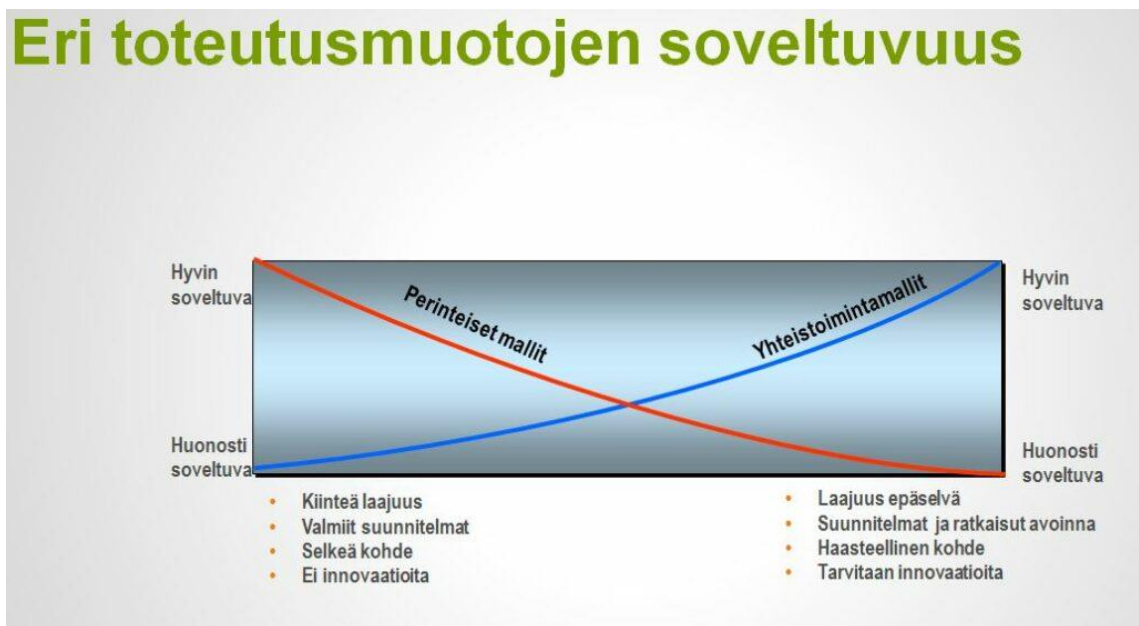 Eri toteutusmuotojen soveltuvuus
Hyvin
soveltuva
Perinteiset mallit
Yhteistoimintamallit
Hyvin
soveltuva
Huonosti
soveltuva
Huonosti
soveltuva
• Kiinteä laajuus
• Valmiit suunnitelmat
• Selkeä kohde
• Ei innovaatioita
• Laajuus epäselvä
• Suunnitelmat ja ratkaisut avoinna
• Haasteellinen kohde
• Tarvitaan innovaatioita